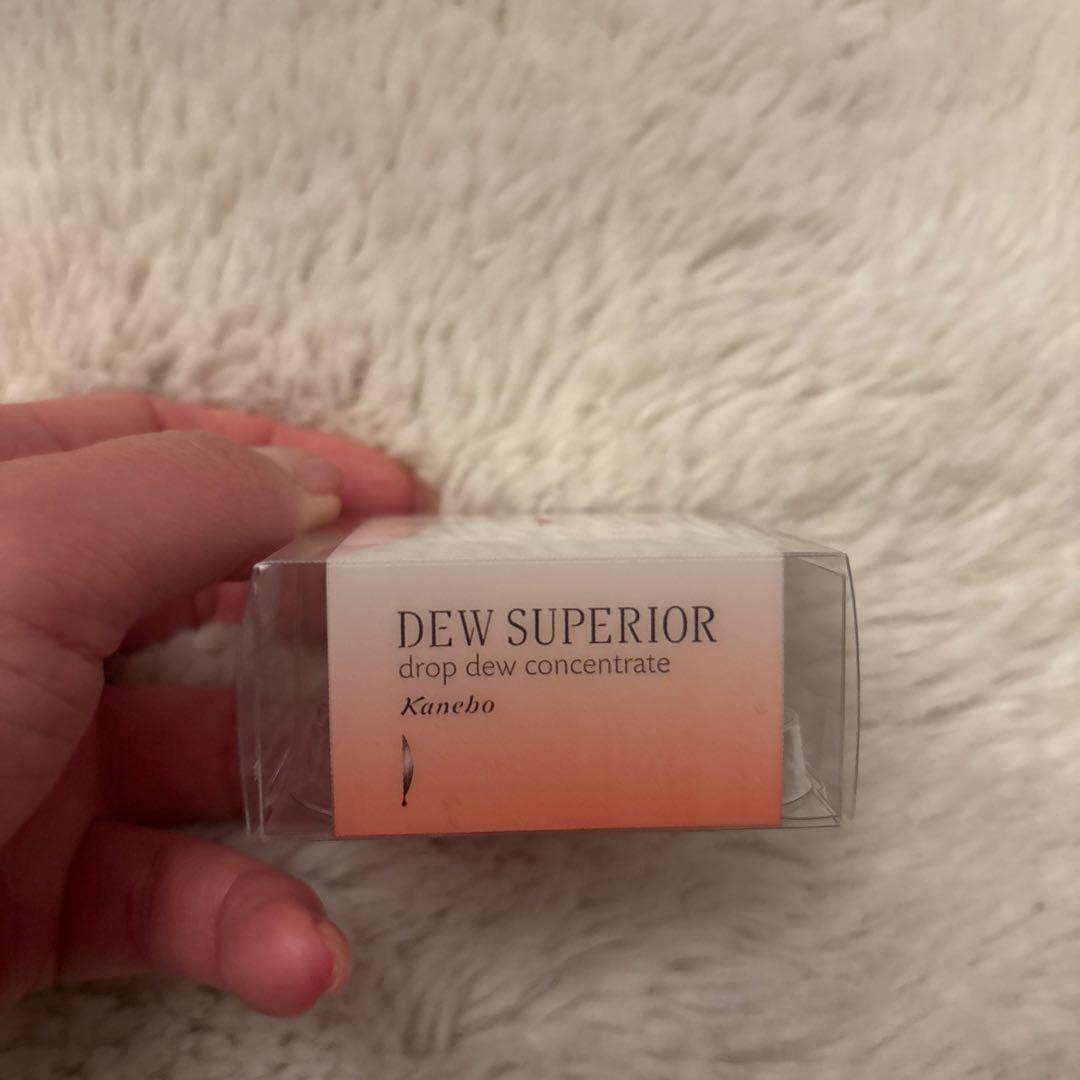 DEW SUPERIOR
drop dew concentrate
Kanebo